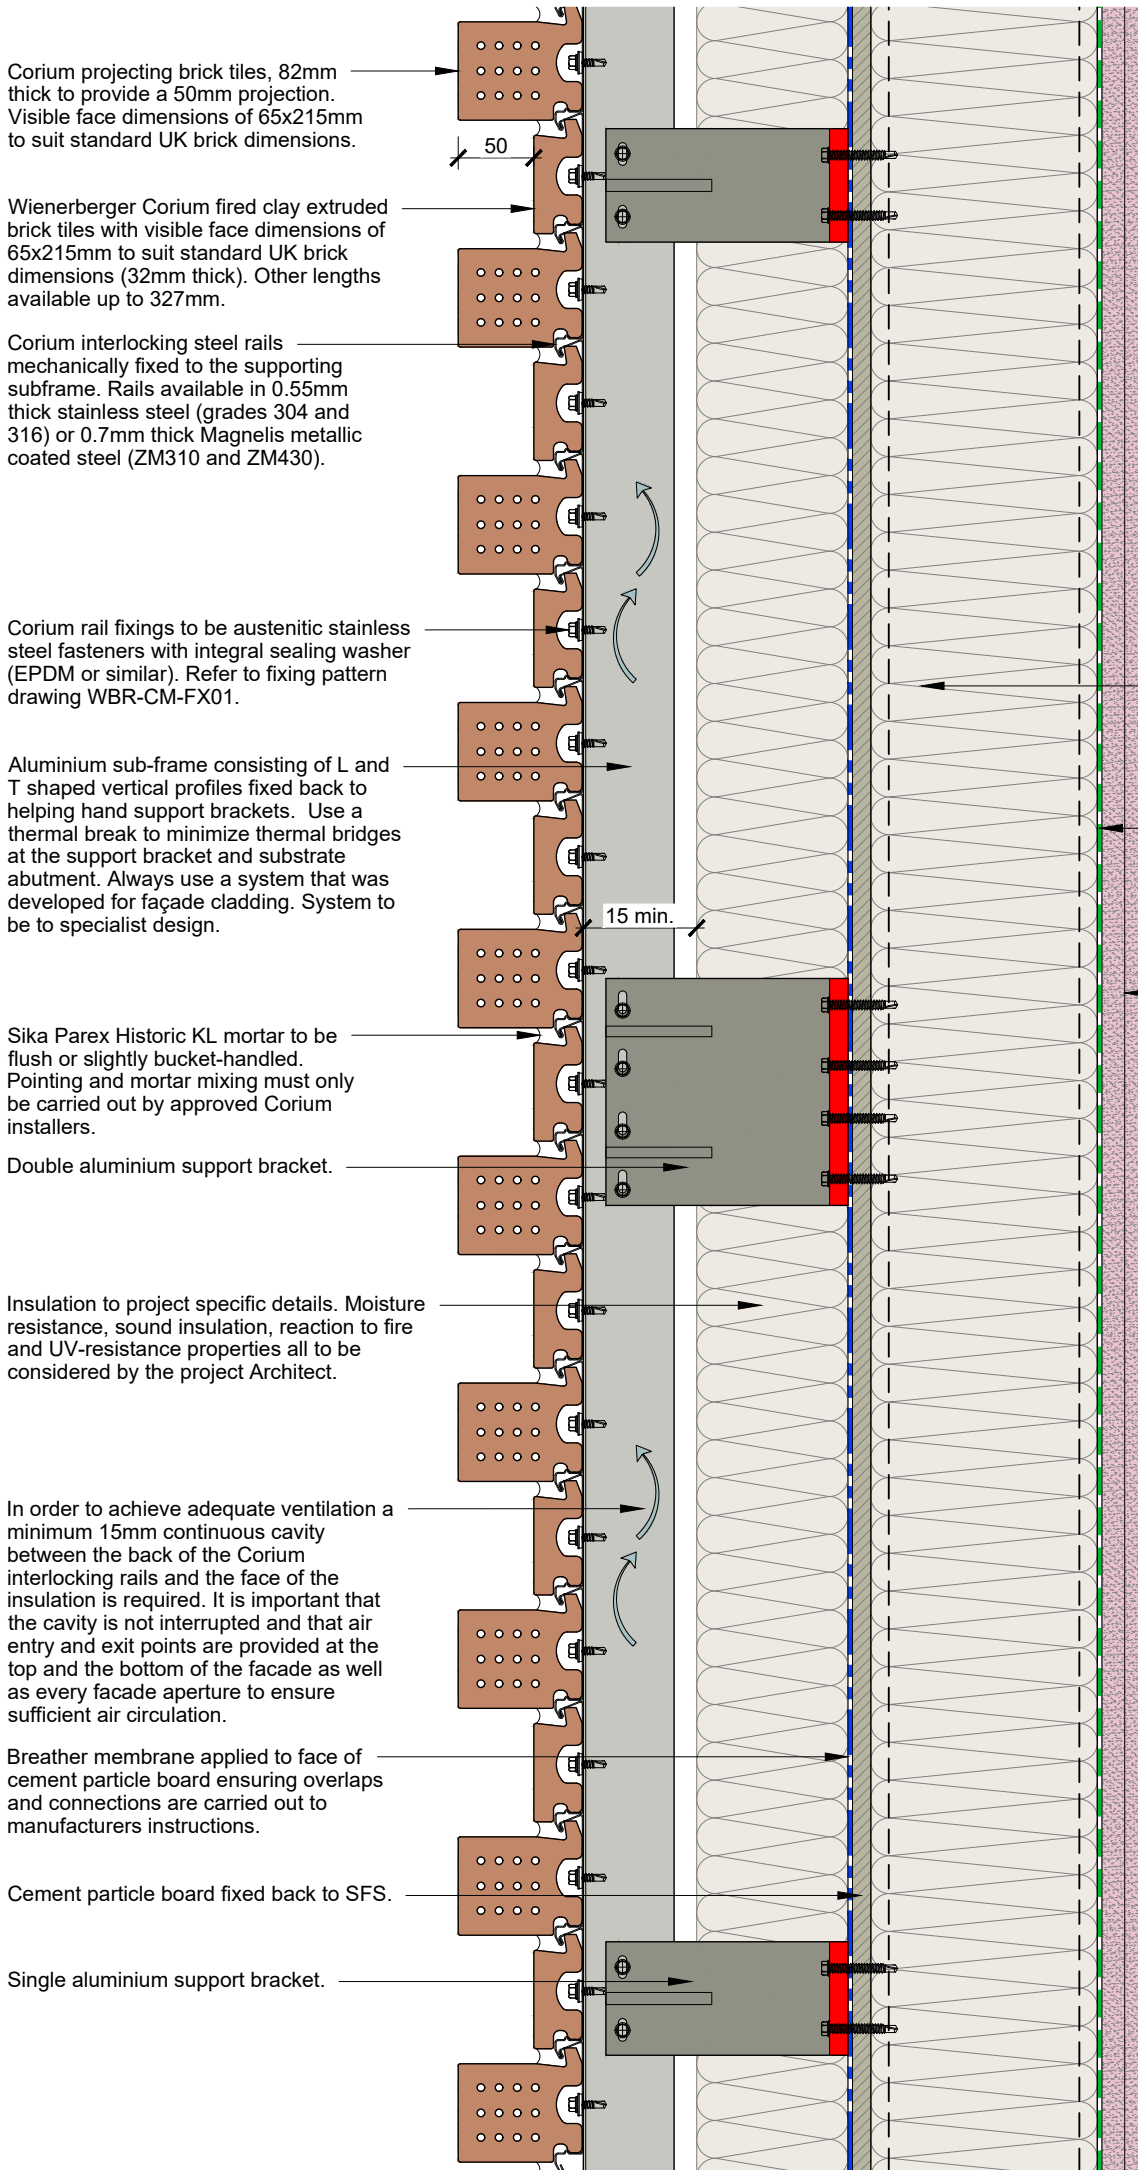 Corium projecting brick tiles, 82mm
thick to provide a 50mm projection.
Visible face dimensions of 65x215mm
to suit standard UK brick dimensions.
50
Wienerberger Corium fired clay extruded
brick tiles with visible face dimensions of
65x215mm to suit standard UK brick
dimensions (32mm thick). Other lengths
available up to 327mm.
Corium interlocking steel rails
mechanically fixed to the supporting
subframe. Rails available in 0.55mm
thick stainless steel (grades 304 and
316) or 0.7mm thick Magnelis metallic
coated steel (ZM310 and ZM430).
Corium rail fixings to be austenitic stainless
steel fasteners with integral sealing washer
(EPDM or similar). Refer to fixing pattern
drawing WBR-CM-FX01.
Aluminium sub-frame consisting of L and
T shaped vertical profiles fixed back to
helping hand support brackets.  Use a
thermal break to minimize thermal bridges
at the support bracket and substrate
abutment. Always use a system that was
developed for façade cladding. System to
be to specialist design.
15 min.
Sika Parex Historic KL mortar to be
flush or slightly bucket-handled.
Pointing and mortar mixing must only
be carried out by approved Corium
installers.
Double aluminium support bracket.
Insulation to project specific details. Moisture
resistance, sound insulation, reaction to fire
and UV-resistance properties all to be
considered by the project Architect.
In order to achieve adequate ventilation a
minimum 15mm continuous cavity
between the back of the Corium
interlocking rails and the face of the
insulation is required. It is important that
the cavity is not interrupted and that air
entry and exit points are provided at the
top and the bottom of the facade as well
as every facade aperture to ensure
sufficient air circulation.
Breather membrane applied to face of
cement particle board ensuring overlaps
and connections are carried out to
manufacturers instructions.
Cement particle board fixed back to SFS.
Single aluminium support bracket.